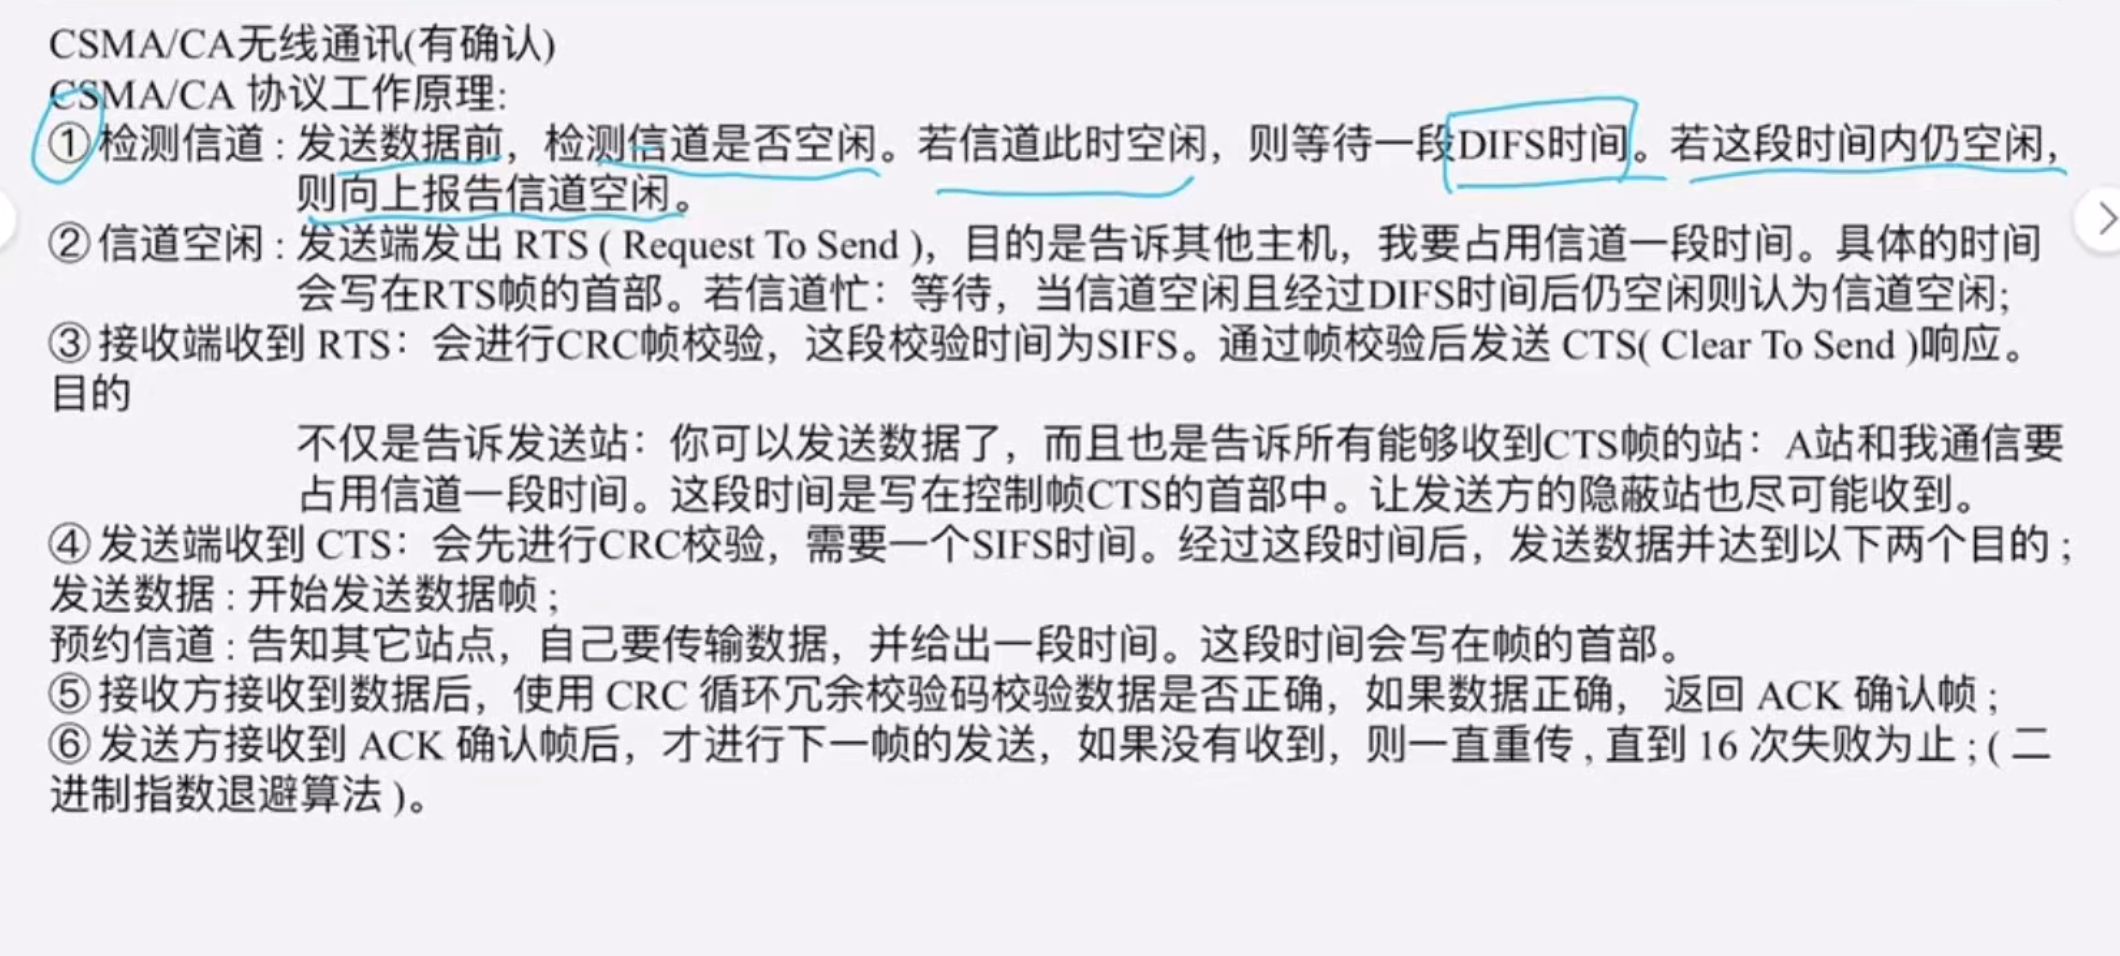 CSMA/CA无线通讯(有确认)
CSMA/CA 协议工作原理:
①检测信道 : 发送数据前，检测信道是否空闲。若信道此时空闲，则等待一段DIFS时间。若这段时间内仍空闲，
则向上报告信道空闲。
②信道空闲 : 发送端发出 RTS ( Request To Send )，目的是告诉其他主机，我要占用信道一段时间。具体的时间
会写在RTS帧的首部。若信道忙：等待，当信道空闲且经过DIFS时间后仍空闲则认为信道空闲;
③接收端收到 RTS：会进行CRC帧校验，这段校验时间为SIFS。通过帧校验后发送 CTS( Clear To Send )响应。
目的
不仅是告诉发送站：你可以发送数据了，而且也是告诉所有能够收到CTS帧的站：A站和我通信要
占用信道一段时间。这段时间是写在控制帧CTS的首部中。让发送方的隐蔽站也尽可能收到。
④发送端收到 CTS：会先进行CRC校验，需要一个SIFS时间。经过这段时间后，发送数据并达到以下两个目的 ;
发送数据 : 开始发送数据帧 ;
预约信道 : 告知其它站点，自己要传输数据，并给出一段时间。这段时间会写在帧的首部。
⑤接收方接收到数据后，使用 CRC 循环冗余校验码校验数据是否正确，如果数据正确， 返回 ACK 确认帧 ;
⑥发送方接收到 ACK 确认帧后，才进行下一帧的发送，如果没有收到，则一直重传 , 直到 16 次失败为止 ; ( 二
进制指数退避算法 )。